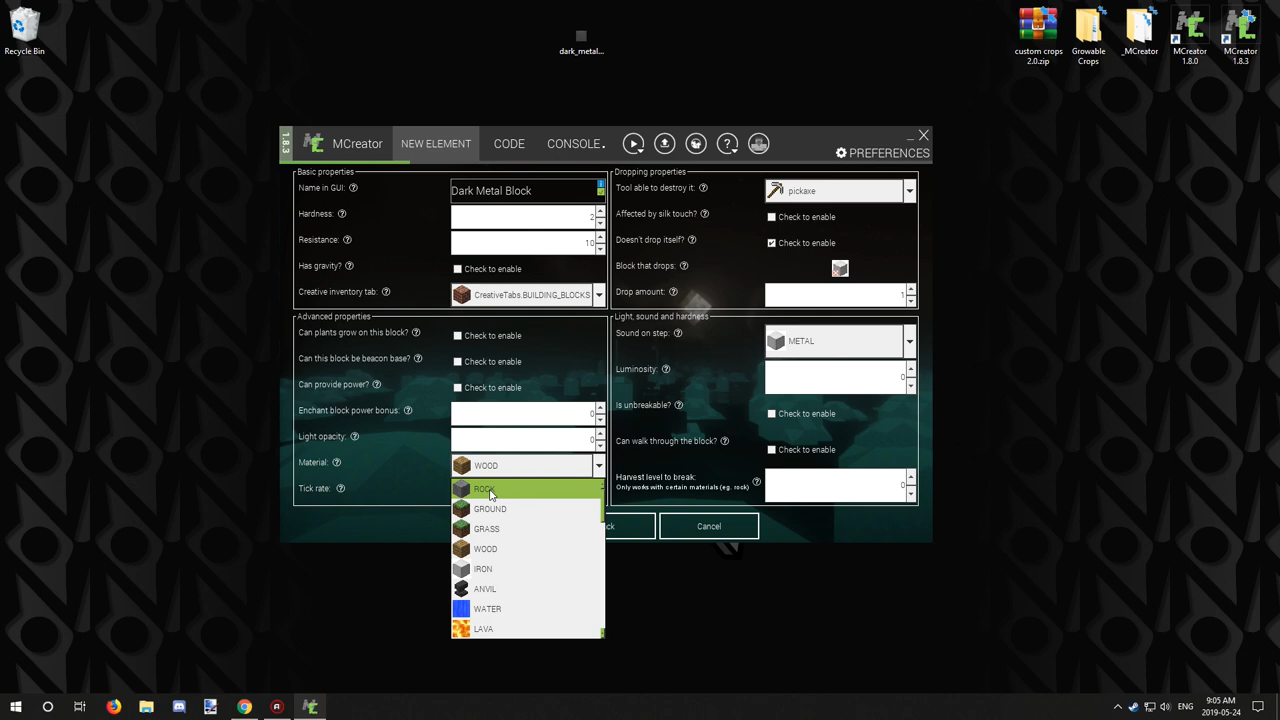 Recycle Bin
dark_metal...
custom crops
2.0.zip
Growable
Crops
_MCreator
MCreator
1.8.0
MCreator
1.8.3
1.8.3
MCreator
NEW ELEMENT
CODE
CONSOLE.
PREFERENCES
Basic properties
Name in GUI:
Dark Metal Block
Hardness:
2
Resistance:
10
Has gravity?
Check to enable
Creative inventory tab:
CreativeTabs.BUILDING_BLOCKS
Dropping properties
Tool able to destroy it:
pickaxe
Affected by silk touch?
Check to enable
Doesn't drop itself?
Check to enable
Block that drops:
Drop amount:
1
Advanced properties
Can plants grow on this block?
Check to enable
Can this block be beacon base?
Check to enable
Can provide power?
Check to enable
Enchant block power bonus:
0
Light opacity:
0
Material:
WOOD
Tick rate:
ROCK
GROUND
GRASS
WOOD
IRON
ANVIL
WATER
LAVA
Light, sound and hardness
Sound on step:
METAL
Luminosity:
0
Is unbreakable?
Check to enable
Can walk through the block?
Check to enable
Harvest level to break:
Only works with certain materials (eg. rock)
0
Cancel
ENG
9:05 AM
2019-05-24